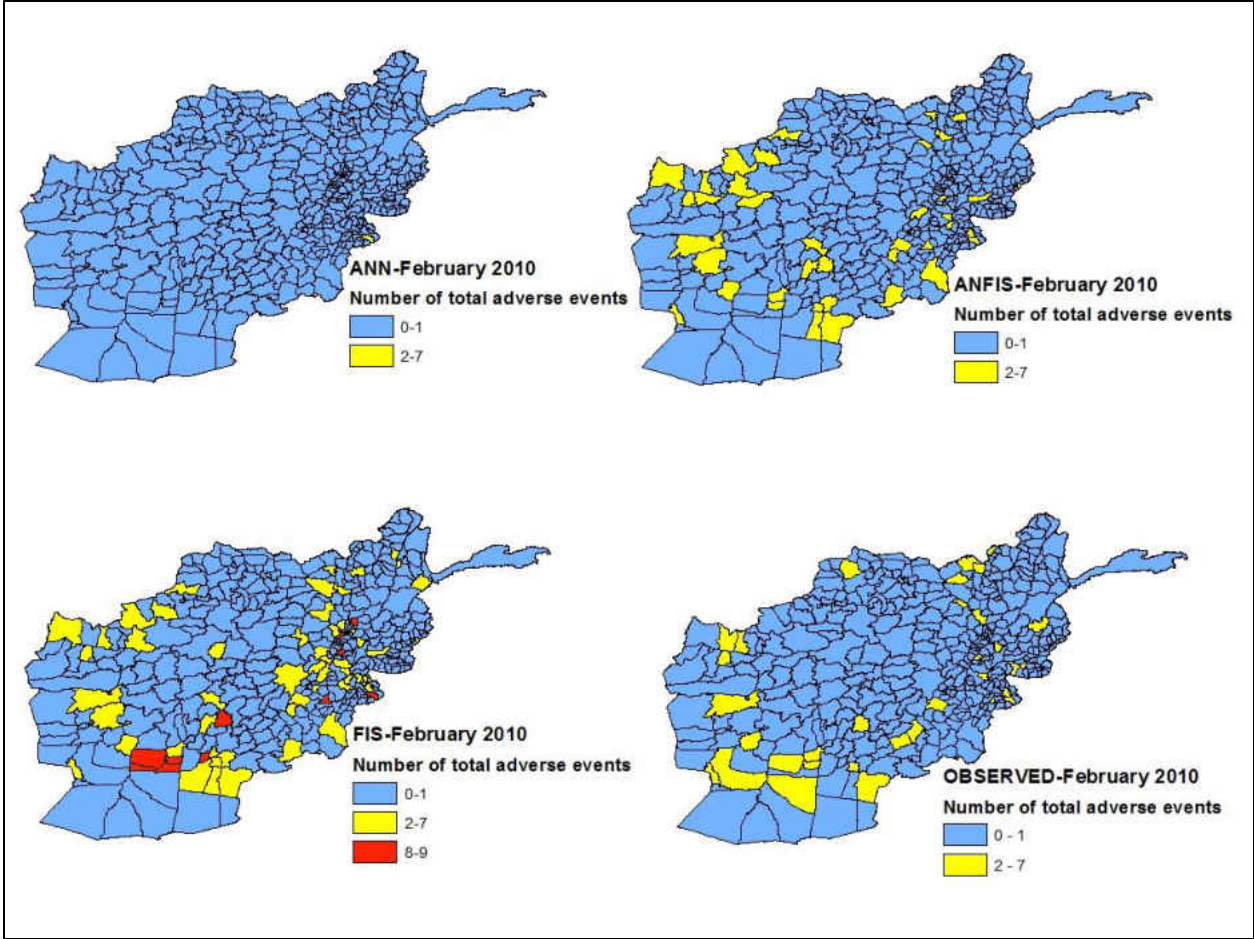 ANN-February 2010
Number of total adverse events
0-1
2-7
ANFIS-February 2010
Number of total adverse events
0-1
2-7
FIS-February 2010
Number of total adverse events
0-1
2-7
8-9
OBSERVED-February 2010
Number of total adverse events
0 - 1
2 - 7